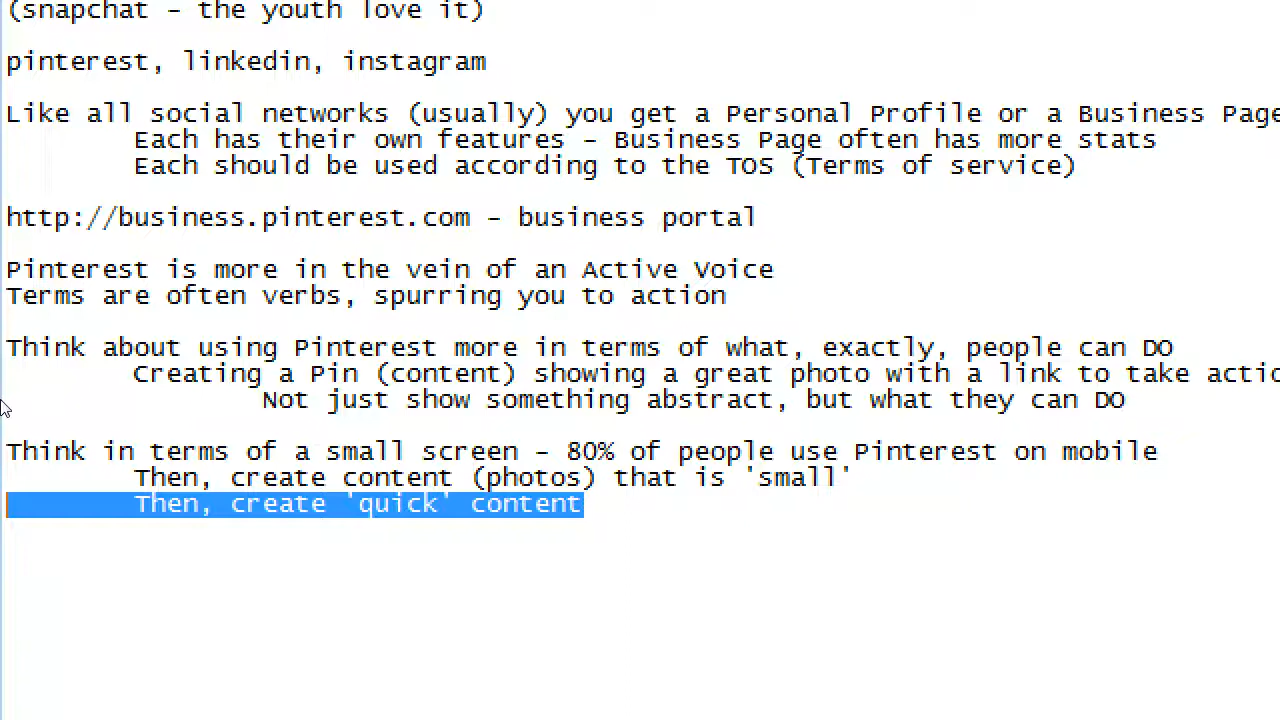 (snapchat - the youth love it)
pinterest, linkedin, instagram
Like all social networks (usually) you get a Personal Profile or a Business Page
Each has their own features - Business Page often has more stats
Each should be used according to the TOS (Terms of service)
http://business.pinterest.com - business portal
Pinterest is more in the vein of an Active Voice
Terms are often verbs, spurring you to action
Think about using Pinterest more in terms of what, exactly, people can DO
Creating a Pin (content) showing a great photo with a link to take actio
Not just show something abstract, but what they can DO
Think in terms of a small screen - 80% of people use Pinterest on mobile
Then, create content (photos) that is 'small'
Then, create 'quick' content